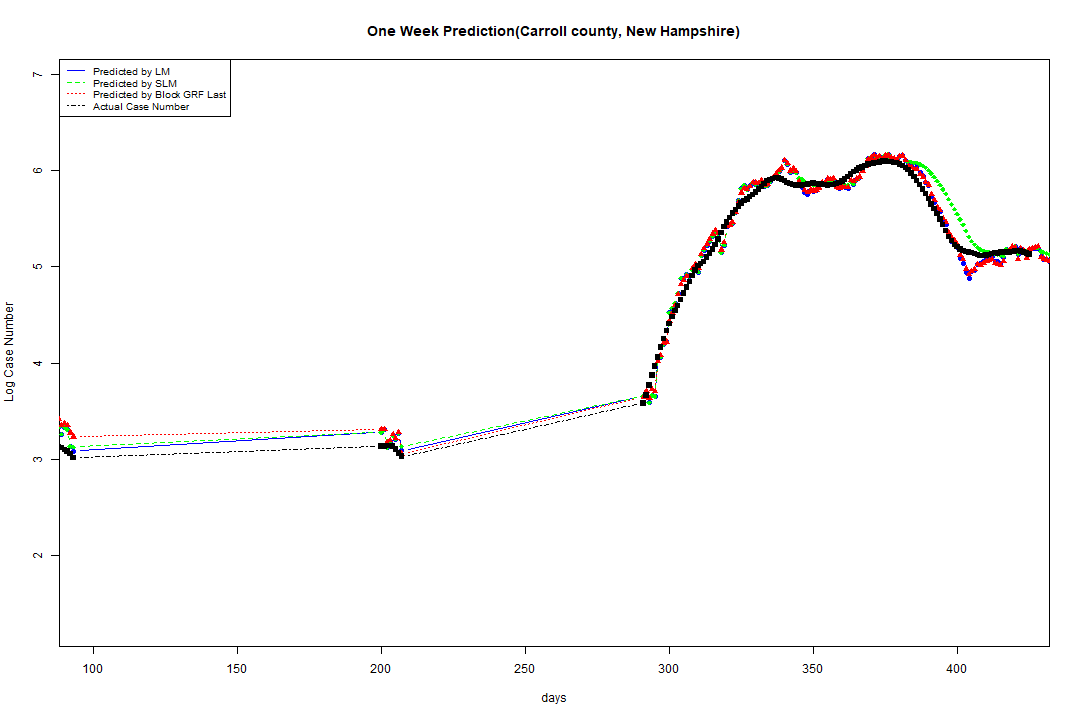 One Week Prediction(Carroll county, New Hampshire)
Predicted by LM
Predicted by SLM
Predicted by Block GRF Last
Actual Case Number
7
6
5
4
3
2
Log Case Number
100 150 200 250 300 350 400
days